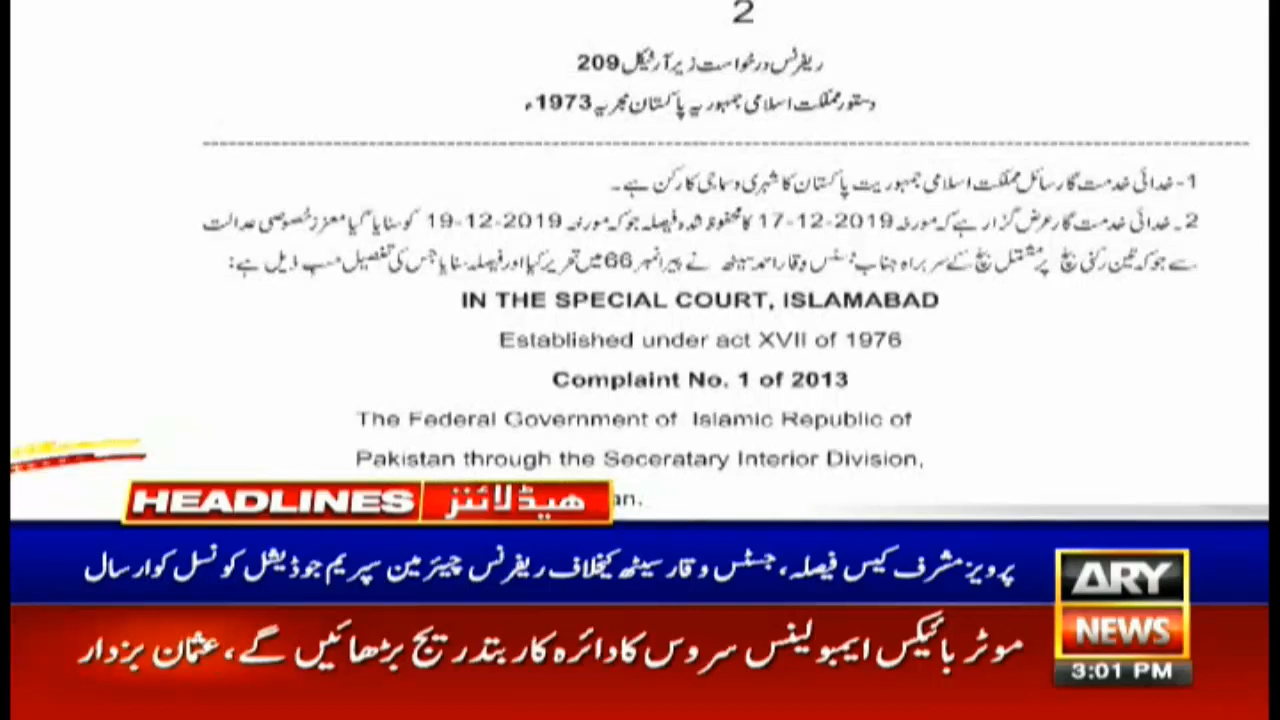 2
ریفرنس درخواست زیر آرٹیکل 209
دستور مملکت اسلامی جمہوریہ پاکستان مجریہ 1973ء
1- خدائی خدمت گار سائل مملکت اسلامی جمہوریت پاکستان کا شہری و سماجی کارکن ہے۔
2۔ خدائی خدمت گار عرض گزار ہے کہ مورخہ 2019-12-17 کا محفوظ شدہ فیصلہ جو کہ مورخہ 2019-12-19 کو سنایا گیا معزز خصوصی عدالت
سے جو کہ تین رکنی بنچ پر مشتمل بنچ کے سربراہ جناب جسٹس وقار احمد سیٹھ نے پیرا نمبر 66 میں تحریر کیا اور فیصلہ سنایا جس کی تفصیل حسب ذیل ہے:
IN THE SPECIAL COURT, ISLAMABAD
Established under act XVII of 1976
Complaint No. 1 of 2013
The Federal Government of Islamic Republic of
Pakistan through the Seceratary Interior Division,
an.
HEADLINES ھیڈلائنز
پرویز مشرف کیس فیصلہ، جسٹس وقار سیٹھ کیخلاف ریفرنس چیئرمین سپریم جوڈیشل کونسل کو ارسال
موٹر بائیکس ایمبولینس سروس کا دائرہ کار بتدریج بڑھائیں گے، عثمان بزدار
ARY
NEWS
3:01 PM